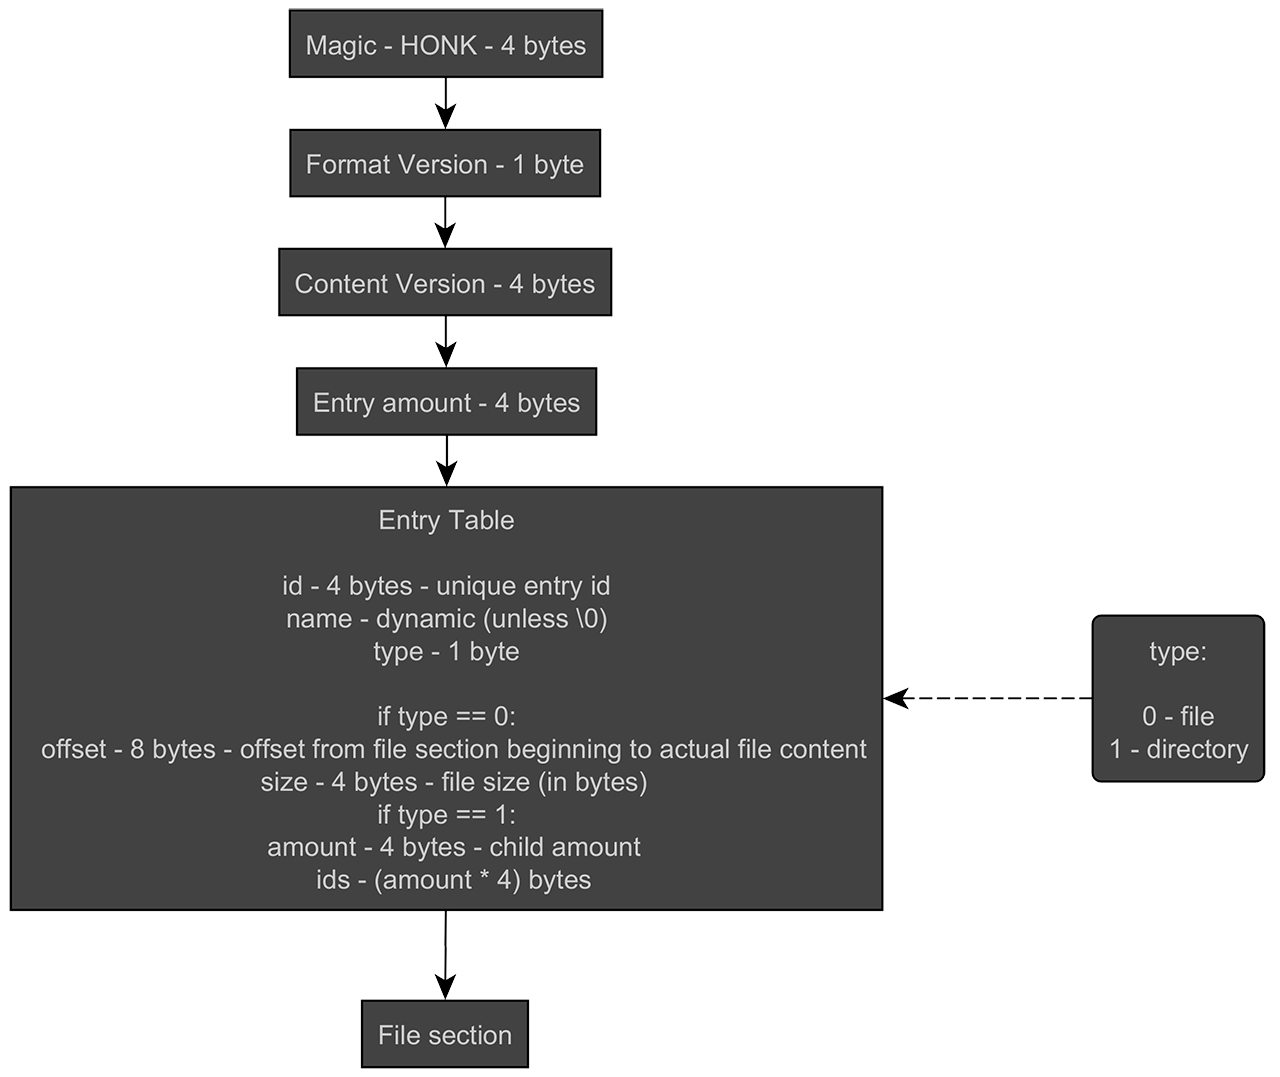 Magic - HONK - 4 bytes
Format Version - 1 byte
Content Version - 4 bytes
Entry amount - 4 bytes
Entry Table
id - 4 bytes - unique entry id
name - dynamic (unless \0)
type - 1 byte
if type == 0:
offset - 8 bytes - offset from file section beginning to actual file content
size - 4 bytes - file size (in bytes)
if type == 1:
amount - 4 bytes - child amount
ids - (amount * 4) bytes
type:
0 - file
1 - directory
File section